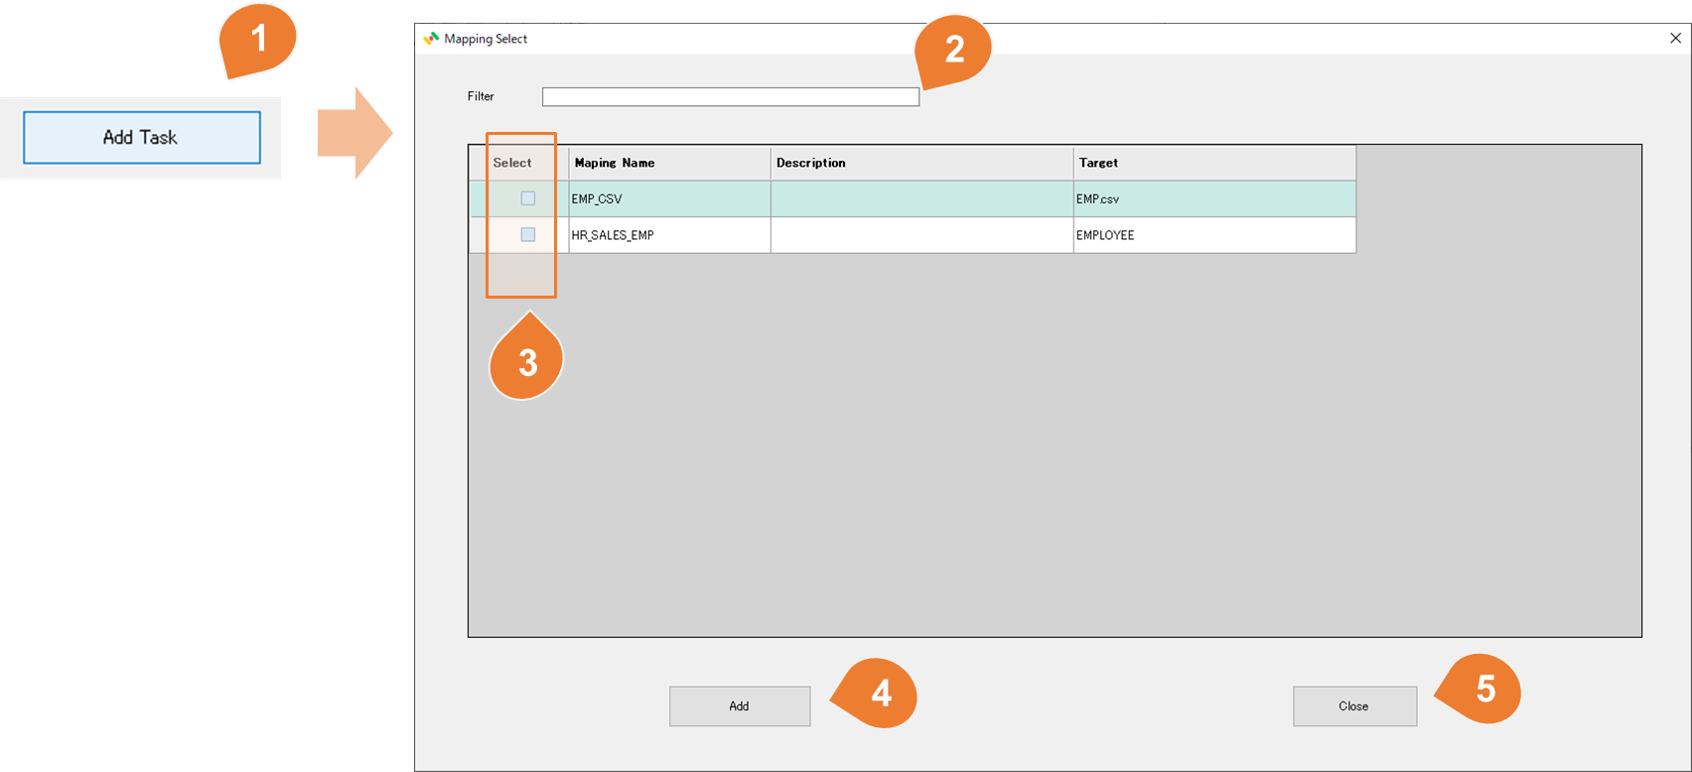 1
Add Task
Mapping Select
2
Filter
Select Maping Name Description Target
EMP_CSV EMP.csv
HR_SALES_EMP EMPLOYEE
3
Add
4
Close
5